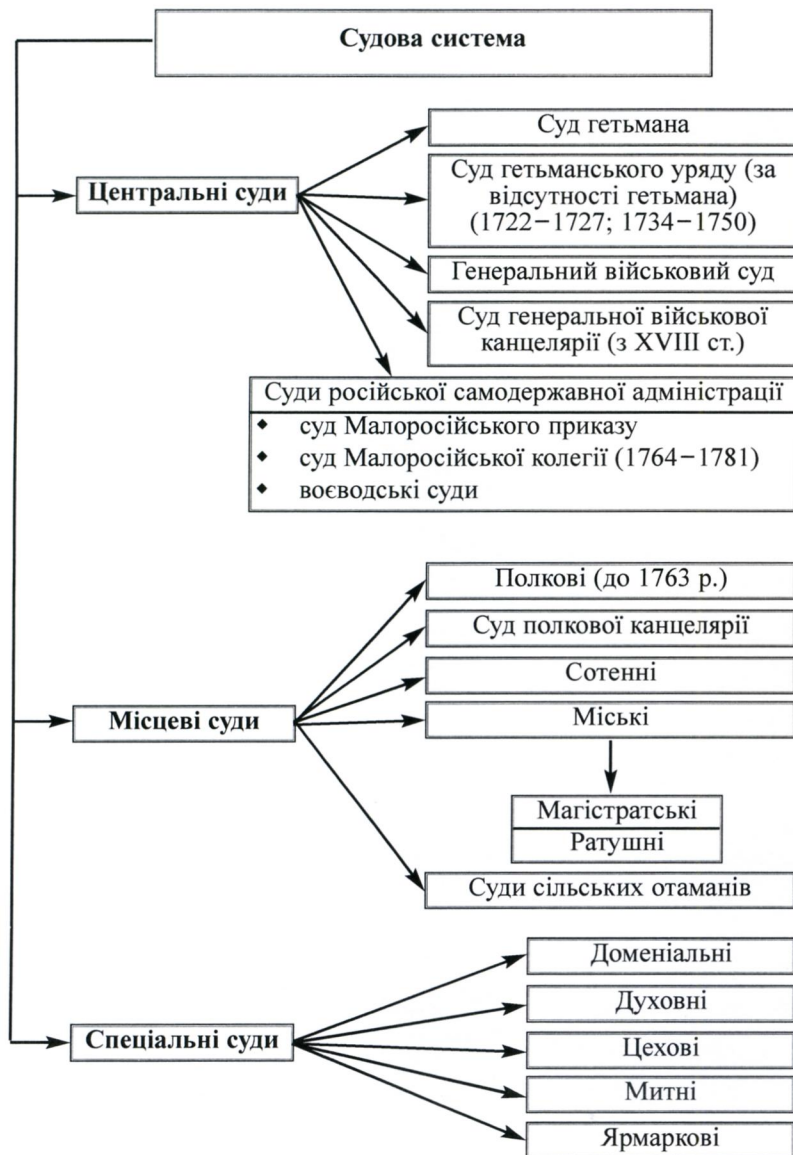 Судова система
Центральні суди
Суд гетьмана
Суд гетьманського уряду (за
відсутності гетьмана)
(1722−1727; 1734−1750)
Генеральний військовий суд
Суд генеральної військової
канцелярії (з XVIII ст.)
Суди російської самодержавної адміністрації
◆ суд Малоросійського приказу
◆ суд Малоросійської колегії (1764−1781)
◆ воєводські суди
Місцеві суди
Полкові (до 1763 р.)
Суд полкової канцелярії
Сотенні
Міські
Магістратські
Ратушні
Суди сільських отаманів
Спеціальні суди
Доменіальні
Духовні
Цехові
Митні
Ярмаркові